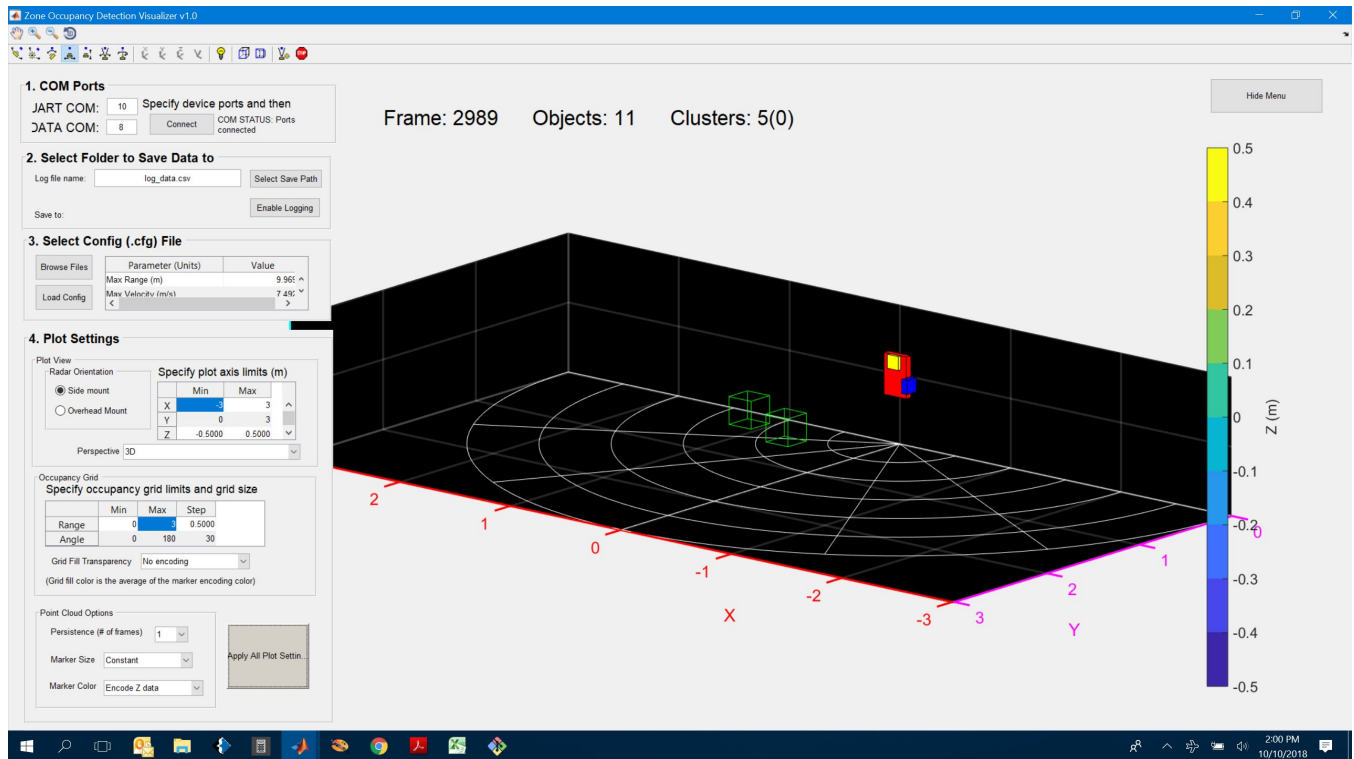 Zone Occupancy Detection Visualizer v1.0
1. COM Ports
JART COM: 10 Specify device ports and then
DATA COM: 8 Connect COM STATUS: Ports connected
2. Select Folder to Save Data to
Log file name: log_data.csv Select Save Path
Save to: Enable Logging
3. Select Config (.cfg) File
Browse Files
Load Config
Parameter (Units) Value
Max Range (m) 9.969
Max Velocity (m/s)
4. Plot Settings
Plot View
Radar Orientation
Side mount
Overhead Mount
Specify plot axis limits (m)
Min Max
X -3 3
Y 0 3
Z -0.5000 0.5000
Perspective 3D
Occupancy Grid
Specify occupancy grid limits and grid size
Min Max Step
Range 0 3 0.5000
Angle 0 180 30
Grid Fill Transparency No encoding
(Grid fill color is the average of the marker encoding color)
Point Cloud Options
Persistence (# of frames) 1
Marker Size Constant
Marker Color Encode Z data
Apply All Plot Settin...
Frame: 2989 Objects: 11 Clusters: 5(0)
Hide Menu
2
1
0
-1
-2
-3
X
3
2
1
0
Y
0.5
0.4
0.3
0.2
0.1
0
-0.1
-0.2
-0.3
-0.4
-0.5
Z (m)
2:00 PM
10/10/2018